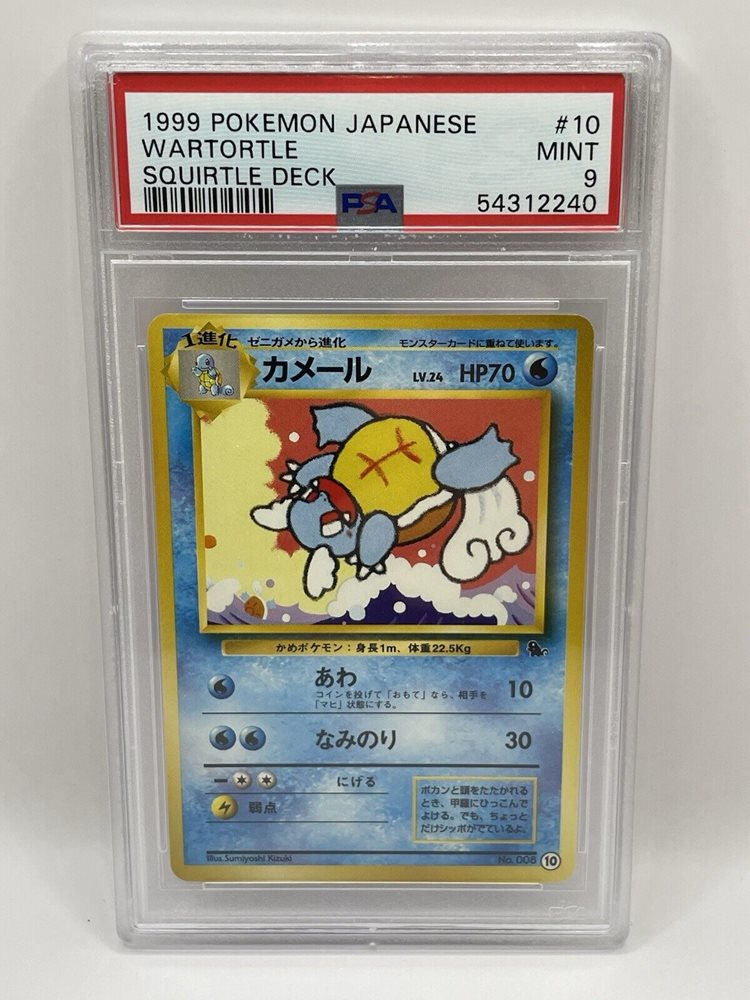 1999 POKEMON JAPANESE #10
WARTORTLE MINT
SQUIRTLE DECK 9
PSA 54312240
1進化 ゼニガメから進化 モンスターカードに重ねて使います。
カメール LV.24 HP70
かめポケモン：身長1m、体重22.5Kg
あわ 10
コインを投げて「おもて」なら、相手を
「マヒ」状態にする。
なみのり 30
にげる
弱点
ポカンと頭をたたかれる
とき、甲羅にひっこんで
よける。でも、ちょっと
だけシッポがでているよ。
Illus.Sumiyoshi Kizuki No. 008 10